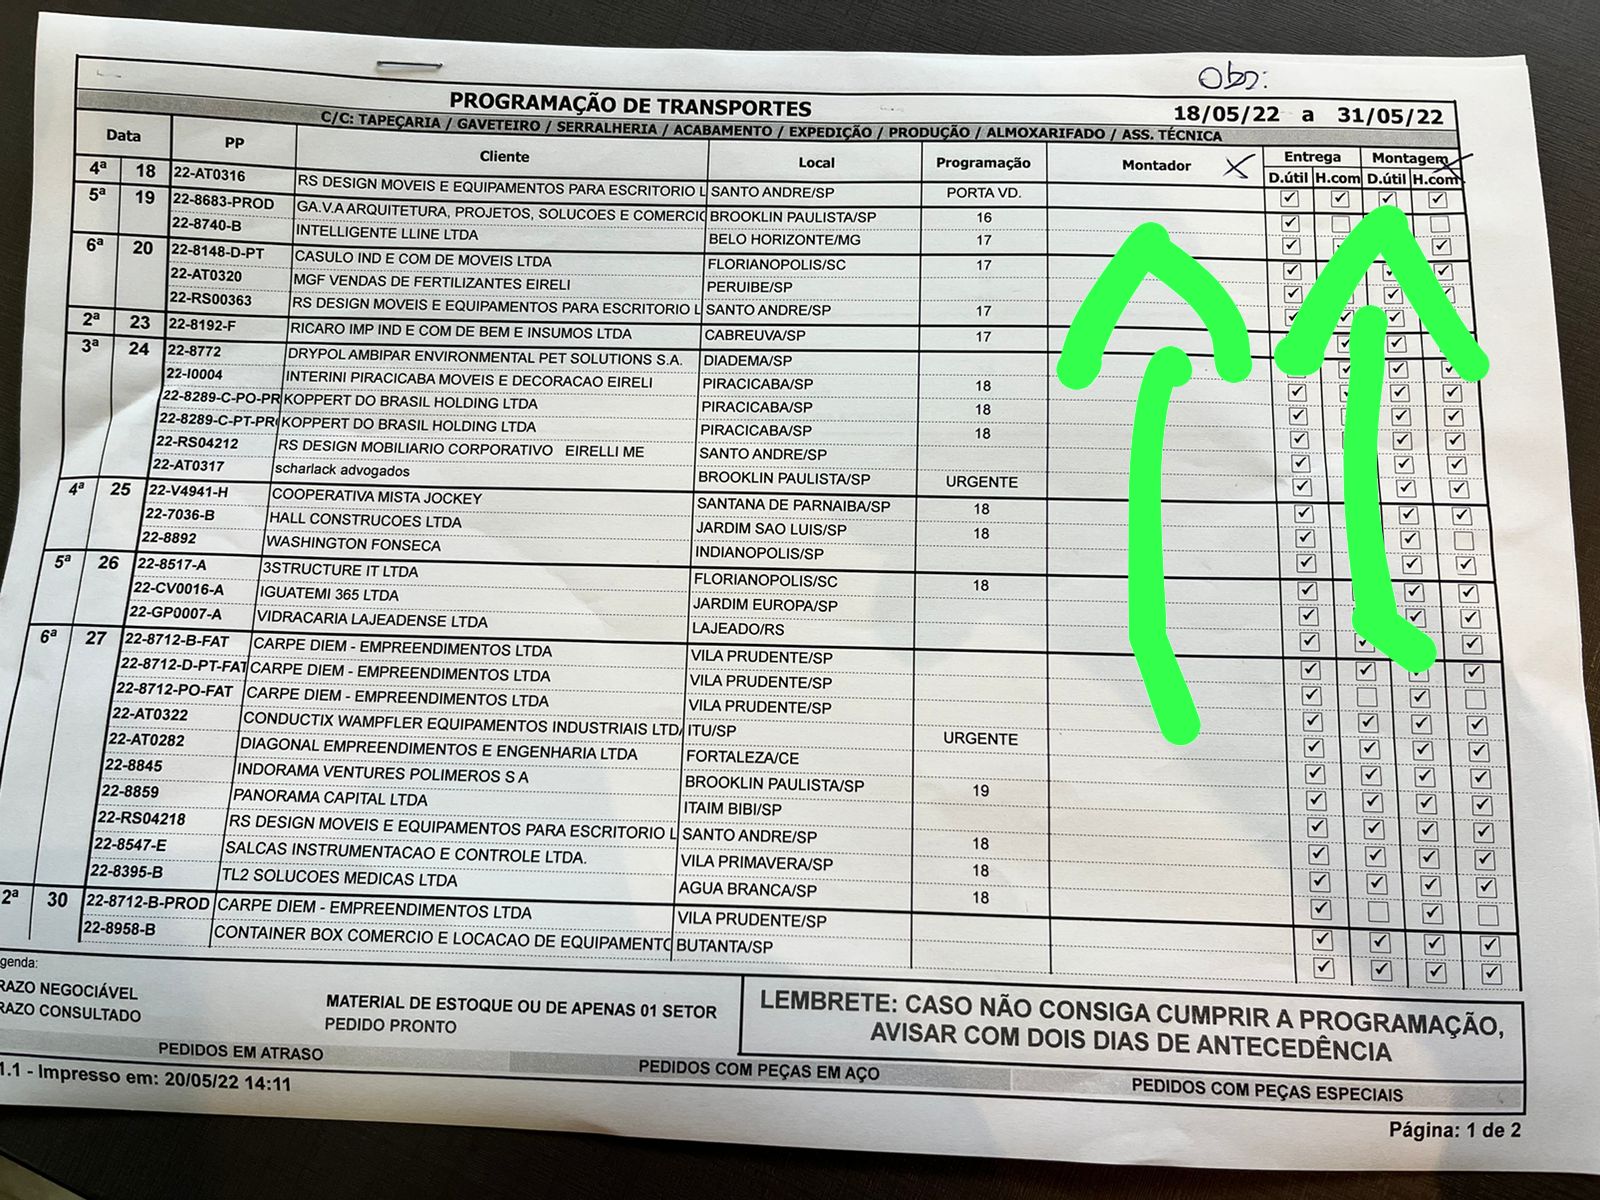 Obs:
PROGRAMAÇÃO DE TRANSPORTES 18/05/22 a 31/05/22
C/C: TAPEÇARIA / GAVETEIRO / SERRALHERIA / ACABAMENTO / EXPEDIÇÃO / PRODUÇÃO / ALMOXARIFADO / ASS. TÉCNICA
Data PP Cliente Local Programação Montador X Entrega Montagem
D.útil H.com D.útil H.com
4ª 18 22-AT0316 RS DESIGN MOVEIS E EQUIPAMENTOS PARA ESCRITORIO L SANTO ANDRE/SP PORTA VD.
5ª 19 22-8683-PROD GA.V.A ARQUITETURA, PROJETOS, SOLUCOES E COMERCIO BROOKLIN PAULISTA/SP 16
22-8740-B INTELLIGENTE LLINE LTDA BELO HORIZONTE/MG 17
6ª 20 22-8148-D-PT CASULO IND E COM DE MOVEIS LTDA FLORIANOPOLIS/SC 17
22-AT0320 MGF VENDAS DE FERTILIZANTES EIRELI PERUIBE/SP
22-RS00363 RS DESIGN MOVEIS E EQUIPAMENTOS PARA ESCRITORIO L SANTO ANDRE/SP 17
2ª 23 22-8192-F RICARO IMP IND E COM DE BEM E INSUMOS LTDA CABREUVA/SP 17
3ª 24 22-8772 DRYPOL AMBIPAR ENVIRONMENTAL PET SOLUTIONS S.A. DIADEMA/SP
22-I0004 INTERINI PIRACICABA MOVEIS E DECORACAO EIRELI PIRACICABA/SP 18
22-8289-C-PO-PR KOPPERT DO BRASIL HOLDING LTDA PIRACICABA/SP 18
22-8289-C-PT-PR KOPPERT DO BRASIL HOLDING LTDA PIRACICABA/SP 18
22-RS04212 RS DESIGN MOBILIARIO CORPORATIVO EIRELLI ME SANTO ANDRE/SP
22-AT0317 scharlack advogados BROOKLIN PAULISTA/SP URGENTE
4ª 25 22-V4941-H COOPERATIVA MISTA JOCKEY SANTANA DE PARNAIBA/SP 18
22-7036-B HALL CONSTRUCOES LTDA JARDIM SAO LUIS/SP 18
22-8892 WASHINGTON FONSECA INDIANOPOLIS/SP
5ª 26 22-8517-A 3STRUCTURE IT LTDA FLORIANOPOLIS/SC 18
22-CV0016-A IGUATEMI 365 LTDA JARDIM EUROPA/SP
22-GP0007-A VIDRACARIA LAJEADENSE LTDA LAJEADO/RS
6ª 27 22-8712-B-FAT CARPE DIEM - EMPREENDIMENTOS LTDA VILA PRUDENTE/SP
22-8712-D-PT-FAT CARPE DIEM - EMPREENDIMENTOS LTDA VILA PRUDENTE/SP
22-8712-PO-FAT CARPE DIEM - EMPREENDIMENTOS LTDA VILA PRUDENTE/SP
22-AT0322 CONDUCTIX WAMPFLER EQUIPAMENTOS INDUSTRIAIS LTDA ITU/SP URGENTE
22-AT0282 DIAGONAL EMPREENDIMENTOS E ENGENHARIA LTDA FORTALEZA/CE
22-8845 INDORAMA VENTURES POLIMEROS S A BROOKLIN PAULISTA/SP 19
22-8859 PANORAMA CAPITAL LTDA ITAIM BIBI/SP
22-RS04218 RS DESIGN MOVEIS E EQUIPAMENTOS PARA ESCRITORIO L SANTO ANDRE/SP 18
22-8547-E SALCAS INSTRUMENTACAO E CONTROLE LTDA. VILA PRIMAVERA/SP 18
22-8395-B TL2 SOLUCOES MEDICAS LTDA AGUA BRANCA/SP 18
2ª 30 22-8712-B-PROD CARPE DIEM - EMPREENDIMENTOS LTDA VILA PRUDENTE/SP
22-8958-B CONTAINER BOX COMERCIO E LOCACAO DE EQUIPAMENTO BUTANTA/SP
genda:
RAZO NEGOCIÁVEL
RAZO CONSULTADO
MATERIAL DE ESTOQUE OU DE APENAS 01 SETOR
PEDIDO PRONTO
LEMBRETE: CASO NÃO CONSIGA CUMPRIR A PROGRAMAÇÃO,
AVISAR COM DOIS DIAS DE ANTECEDÊNCIA
PEDIDOS EM ATRASO PEDIDOS COM PEÇAS EM AÇO PEDIDOS COM PEÇAS ESPECIAIS
1.1 - Impresso em: 20/05/22 14:11
Página: 1 de 2